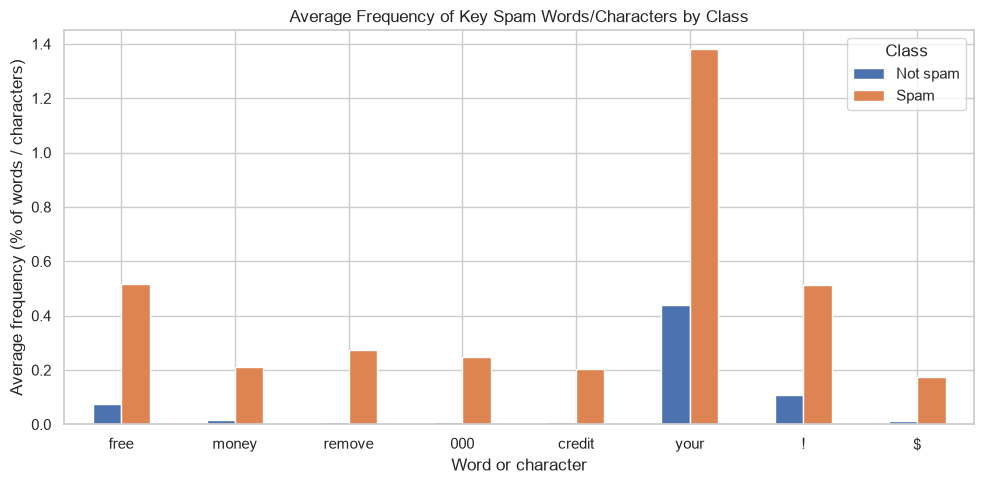 Average Frequency of Key Spam Words/Characters by Class
Average frequency (% of words / characters)
1.4
1.2
1.0
0.8
0.6
0.4
0.2
0.0
Class
Not spam
Spam
free money remove 000 credit your ! $
Word or character